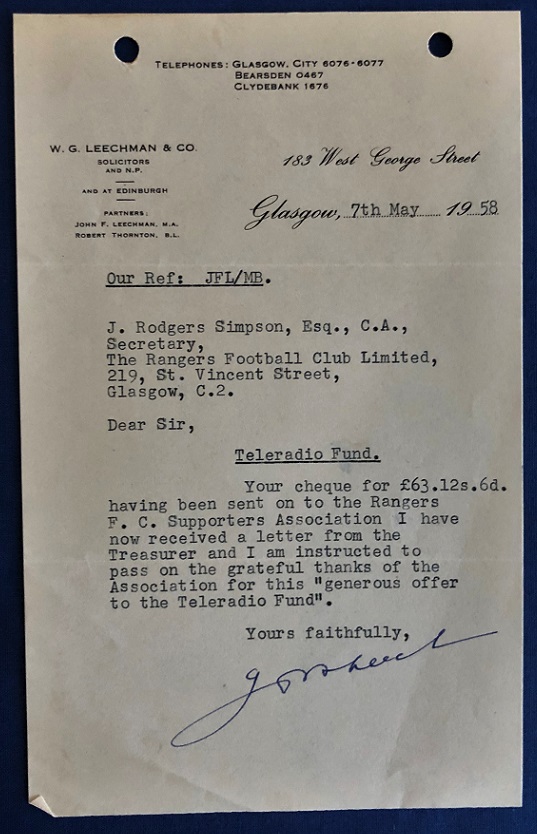 TELEPHONES: GLASGOW, CITY 6076-6077
BEARSDEN 0467
CLYDEBANK 1676
W. G. LEECHMAN & CO.
SOLICITORS
AND N.P.
AND AT EDINBURGH
PARTNERS:
JOHN F. LEECHMAN, M.A.
ROBERT THORNTON, B.L.
183 West George Street
Glasgow, 7th May 1958
Our Ref: JFL/MB.
J. Rodgers Simpson, Esq., C.A.,
Secretary,
The Rangers Football Club Limited,
219, St. Vincent Street,
Glasgow, C.2.
Dear Sir,
Teleradio Fund.
Your cheque for £63.12s.6d.
having been sent on to the Rangers
F. C. Supporters Association I have
now received a letter from the
Treasurer and I am instructed to
pass on the grateful thanks of the
Association for this "generous offer
to the Teleradio Fund".
Yours faithfully,